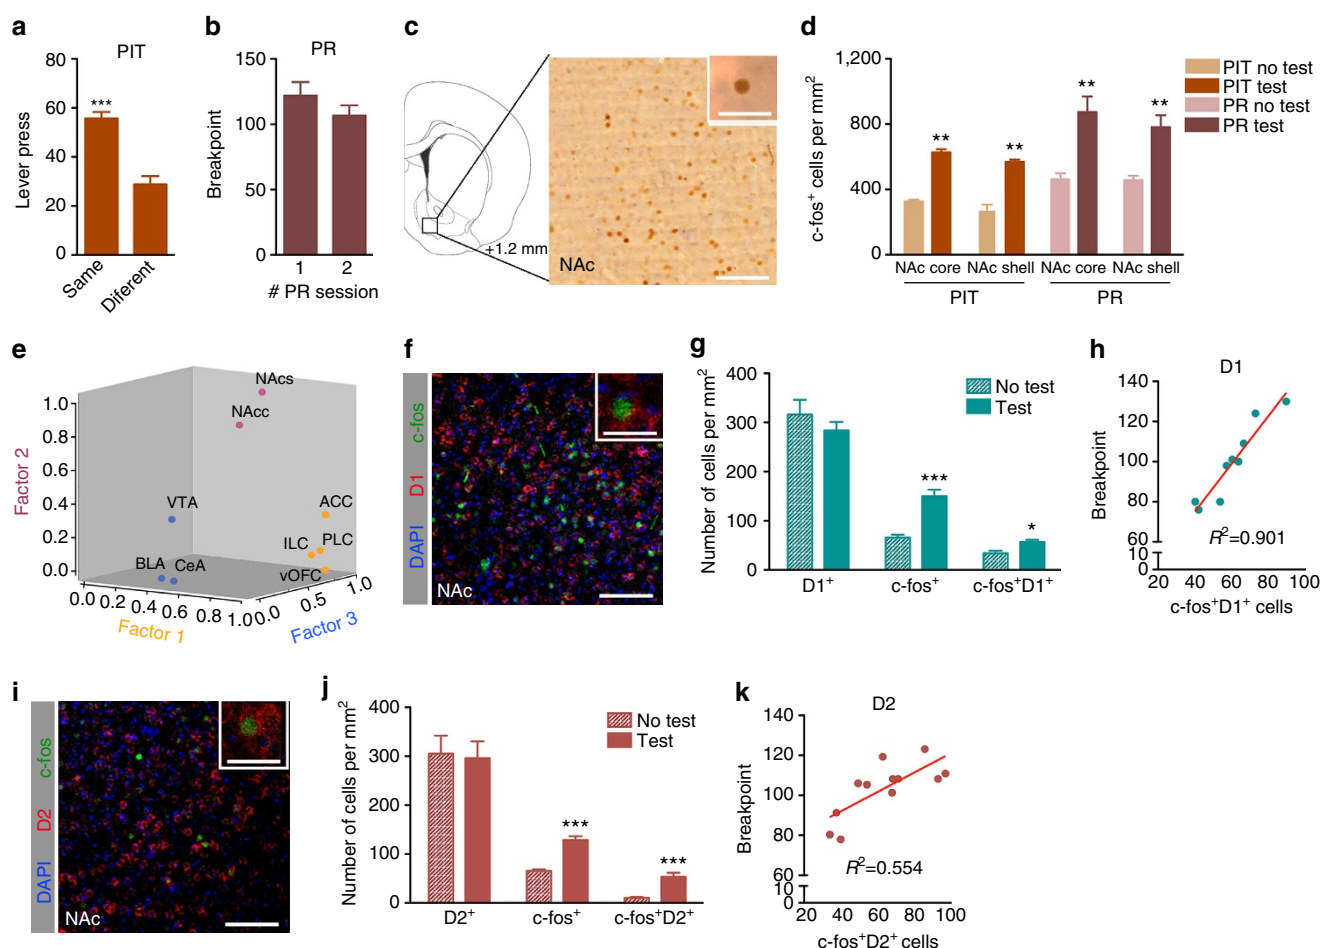 a
PIT
80
60
40
20
0
Lever press
***
Same
Diferent
b
PR
150
100
50
0
Breakpoint
1 2
# PR session
c
+1.2 mm
NAc
d
1,200
800
400
0
c-fos⁺ cells per mm²
** ** ** **
PIT no test
PIT test
PR no test
PR test
NAc core NAc shell NAc core NAc shell
PIT PR
e
NAcs
NAcc
VTA
ACC
ILC PLC
BLA CeA
vOFC
1.0
0.8
0.6
0.4
0.2
0.0
Factor 2
0.0 0.2 0.4 0.6 0.8 1.0
Factor 1
0.0 0.5 1.0
Factor 3
f
c-fos
D1
DAPI
NAc
g
400
300
200
100
0
Number of cells per mm²
No test
Test
***
*
D1⁺ c-fos⁺ c-fos⁺D1⁺
h
D1
140
120
100
80
60
10
0
Breakpoint
R²=0.901
20 40 60 80 100
c-fos⁺D1⁺ cells
i
c-fos
D2
DAPI
NAc
j
400
300
200
100
0
Number of cells per mm²
No test
Test
***
***
D2⁺ c-fos⁺ c-fos⁺D2⁺
k
D2
140
120
100
80
60
10
0
Breakpoint
R²=0.554
20 40 60 80 100
c-fos⁺D2⁺ cells